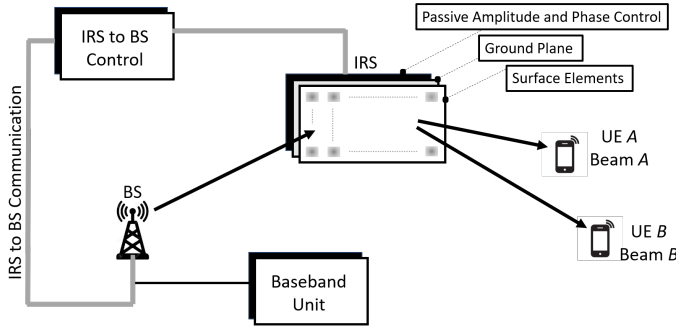 Passive Amplitude and Phase Control
IRS to BS
Control
IRS
Ground Plane
Surface Elements
IRS to BS Communication
UE A
Beam A
BS
UE B
Beam B
Baseband
Unit